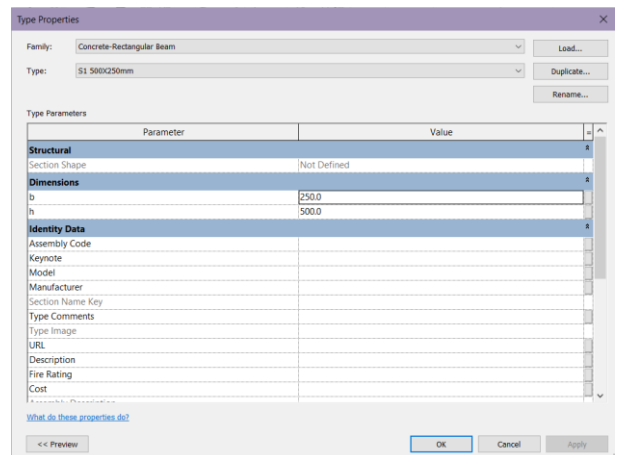 Type Properties
Family: Concrete-Rectangular Beam Load...
Type: S1 500X250mm Duplicate...
Rename...
Type Parameters
Parameter Value =
Structural
Section Shape Not Defined
Dimensions
b 250.0
h 500.0
Identity Data
Assembly Code
Keynote
Model
Manufacturer
Section Name Key
Type Comments
Type Image
URL
Description
Fire Rating
Cost
What do these properties do?
<< Preview OK Cancel Apply